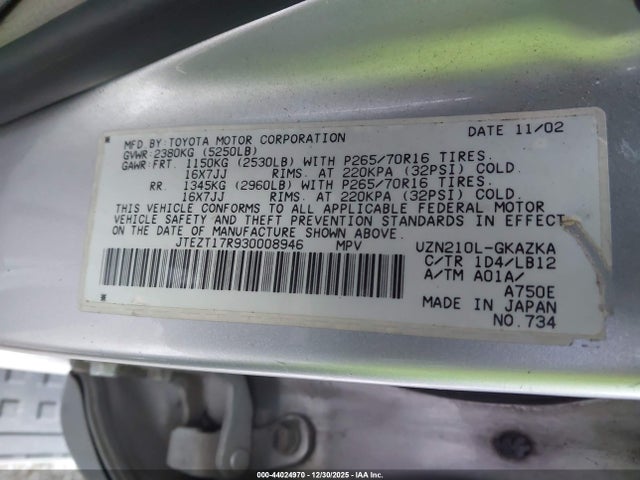 MFD BY: TOYOTA MOTOR CORPORATION DATE 11/02
GVWR: 2380KG (5250LB)
GAWR: FRT. 1150KG (2530LB) WITH P265/70R16 TIRES.
16X7JJ RIMS. AT 220KPA (32PSI) COLD.
RR. 1345KG (2960LB) WITH P265/70R16 TIRES.
16X7JJ RIMS. AT 220KPA (32PSI) COLD.
THIS VEHICLE CONFORMS TO ALL APPLICABLE FEDERAL MOTOR
VEHICLE SAFETY AND THEFT PREVENTION STANDARDS IN EFFECT
ON THE DATE OF MANUFACTURE SHOWN ABOVE.
JTEZT17R930008946 MPV UZN210L-GKAZKA
C/TR 1D4/LB12
A/TM A01A/
A750E
MADE IN JAPAN
NO.734
000-44024970 - 12/30/2025 - IAA, Inc.